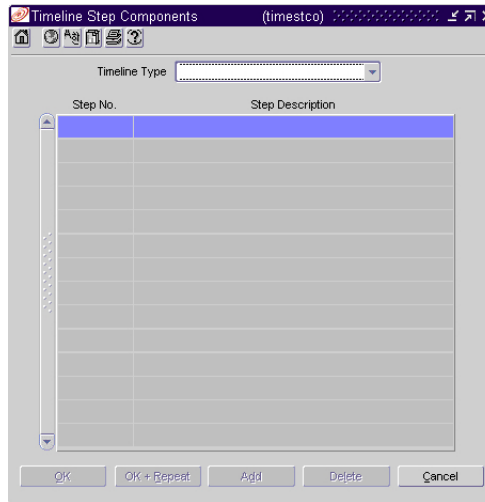 Timeline Step Components (timestco)
Timeline Type
Step No. Step Description
OK OK + Repeat Add Delete Cancel